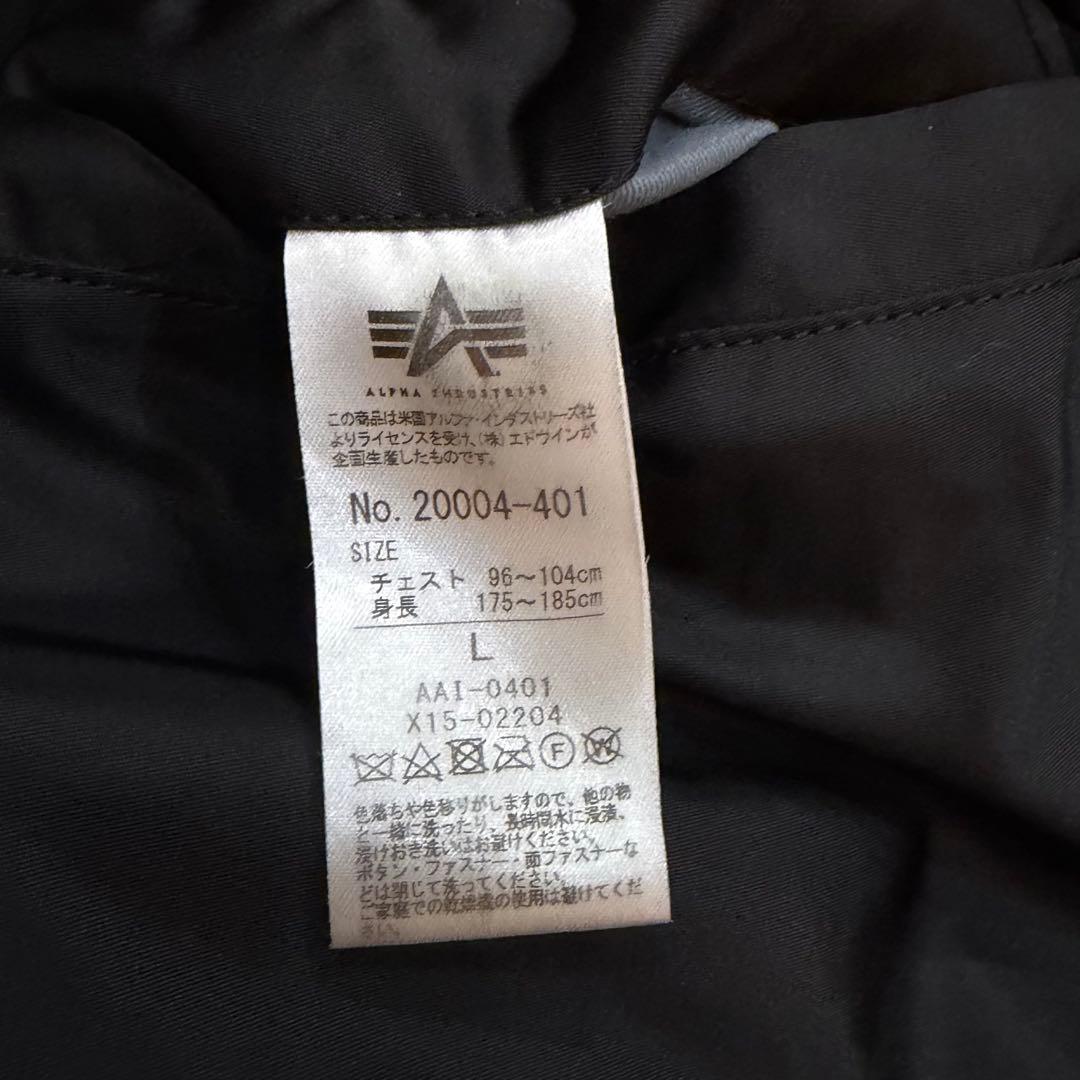 ALPHA INDUSTRIES
この商品は米国アルファ・インダストリーズ社
よりライセンスを受け、(株)エドウインが
企画生産したものです。
No. 20004-401
SIZE
チェスト 96～104cm
身長 175～185cm
L
AAI-0401
X15-02204
F W
色落ちや色移りがしますので、他の物
と一緒に洗ったり、長時間水に浸漬、
浸けおき洗いはお避けください。
ボタン・ファスナー・面ファスナーな
どは閉じて洗ってください。
ご家庭での乾燥機の使用は避けてくだ
さい。